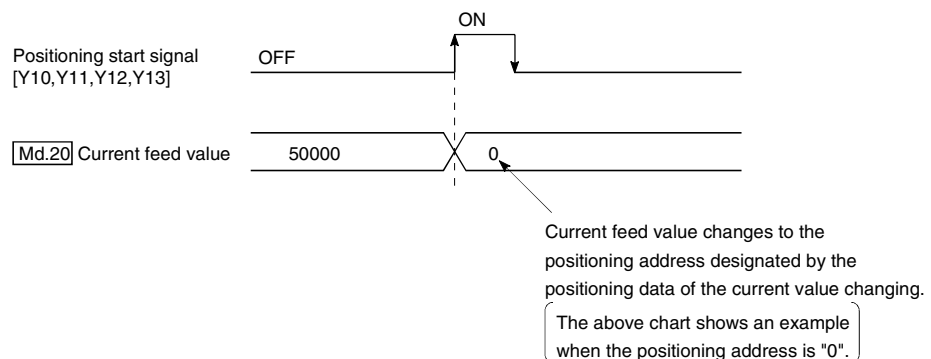 ON
Positioning start signal
[Y10,Y11,Y12,Y13]
OFF
Md.20 Current feed value
50000
0
Current feed value changes to the
positioning address designated by the
positioning data of the current value changing.
The above chart shows an example
when the positioning address is "0".